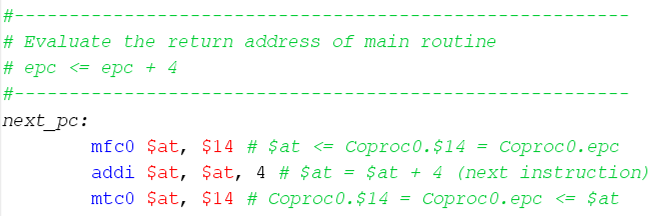 #--------------------------------------------------------
# Evaluate the return address of main routine
# epc <= epc + 4
#--------------------------------------------------------
next_pc:
        mfc0 $at, $14 # $at <= Coproc0.$14 = Coproc0.epc
        addi $at, $at, 4 # $at = $at + 4 (next instruction)
        mtc0 $at, $14 # Coproc0.$14 = Coproc0.epc <= $at